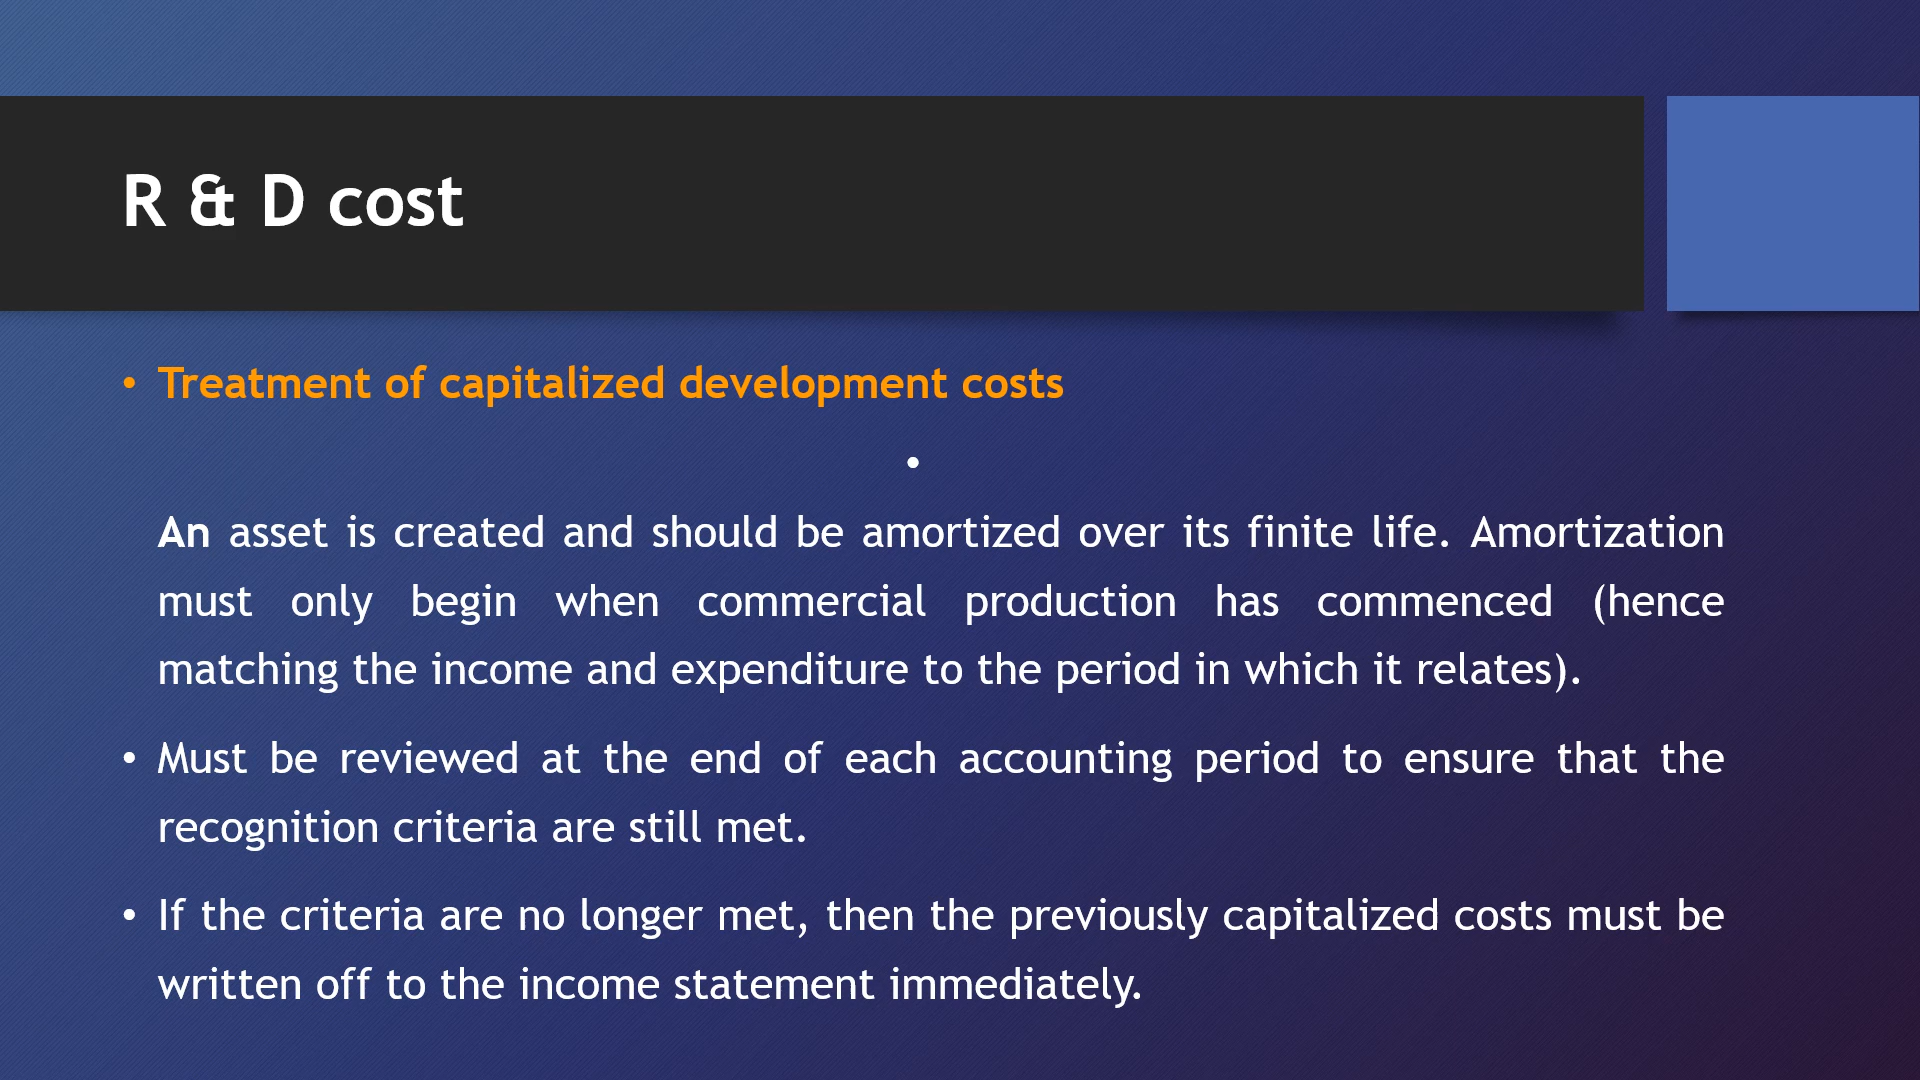 R & D cost
• Treatment of capitalized development costs
•
An asset is created and should be amortized over its finite life. Amortization
must only begin when commercial production has commenced (hence
matching the income and expenditure to the period in which it relates).
• Must be reviewed at the end of each accounting period to ensure that the
recognition criteria are still met.
• If the criteria are no longer met, then the previously capitalized costs must be
written off to the income statement immediately.